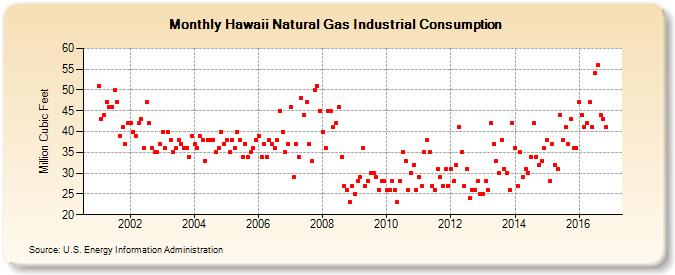 Monthly Hawaii Natural Gas Industrial Consumption
Million Cubic Feet
60
55
50
45
40
35
30
25
20
2002 2004 2006 2008 2010 2012 2014 2016
Source: U.S. Energy Information Administration